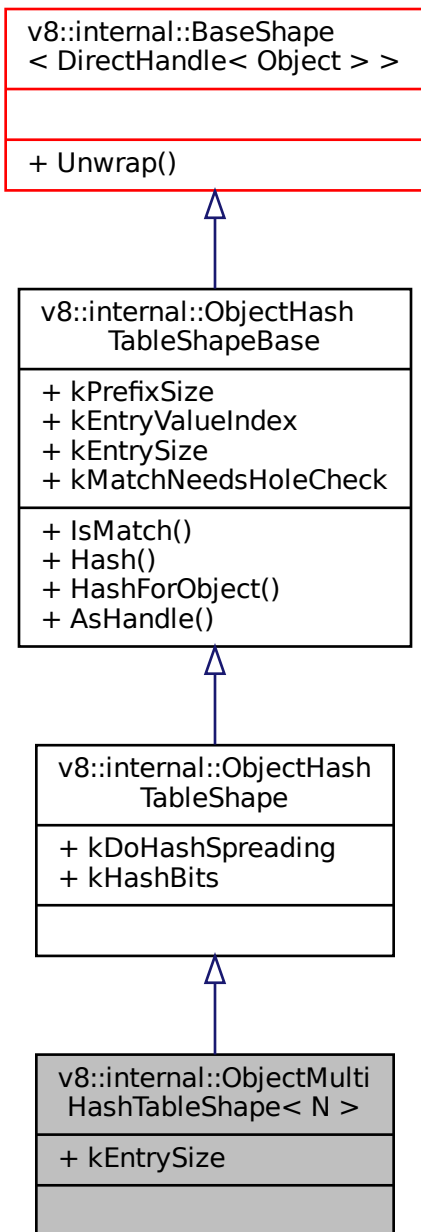 v8::internal::BaseShape
< DirectHandle< Object > >
+ Unwrap()
v8::internal::ObjectHash
TableShapeBase
+ kPrefixSize
+ kEntryValueIndex
+ kEntrySize
+ kMatchNeedsHoleCheck
+ IsMatch()
+ Hash()
+ HashForObject()
+ AsHandle()
v8::internal::ObjectHash
TableShape
+ kDoHashSpreading
+ kHashBits
v8::internal::ObjectMulti
HashTableShape< N >
+ kEntrySize